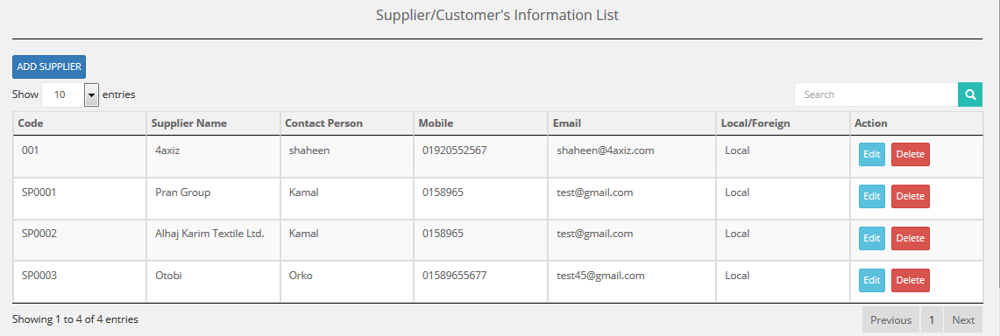 Supplier/Customer's Information List
ADD SUPPLIER
Show 10 entries Search
Code Supplier Name Contact Person Mobile Email Local/Foreign Action
001 4axiz shaheen 01920552567 shaheen@4axiz.com Local Edit Delete
SP0001 Pran Group Kamal 0158965 test@gmail.com Local Edit Delete
SP0002 Alhaj Karim Textile Ltd. Kamal 0158965 test@gmail.com Local Edit Delete
SP0003 Otobi Orko 01589655677 test45@gmail.com Local Edit Delete
Showing 1 to 4 of 4 entries Previous 1 Next